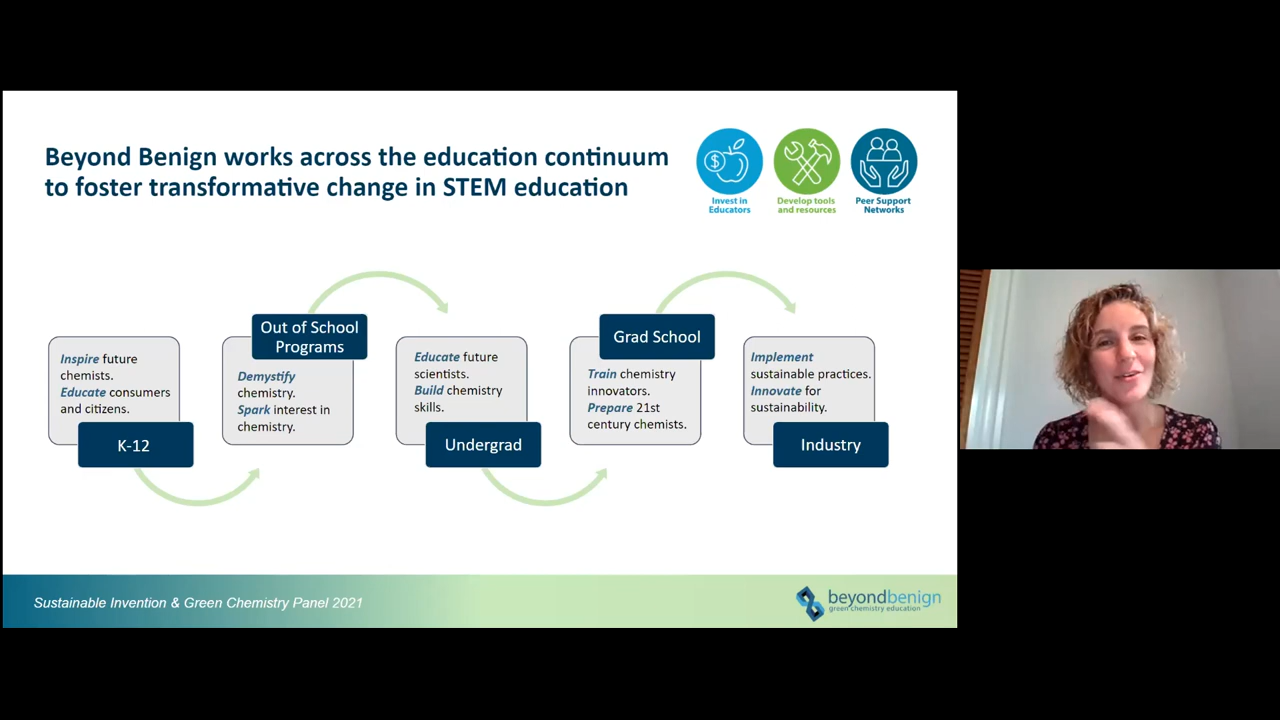 Beyond Benign works across the education continuum
to foster transformative change in STEM education
$
Invest in
Educators
Develop tools
and resources
Peer Support
Networks
Inspire future
chemists.
Educate consumers
and citizens.
K-12
Out of School
Programs
Demystify
chemistry.
Spark interest in
chemistry.
Educate future
scientists.
Build chemistry
skills.
Undergrad
Grad School
Train chemistry
innovators.
Prepare 21st
century chemists.
Implement
sustainable practices.
Innovate for
sustainability.
Industry
Sustainable Invention & Green Chemistry Panel 2021
beyondbenign
green chemistry education